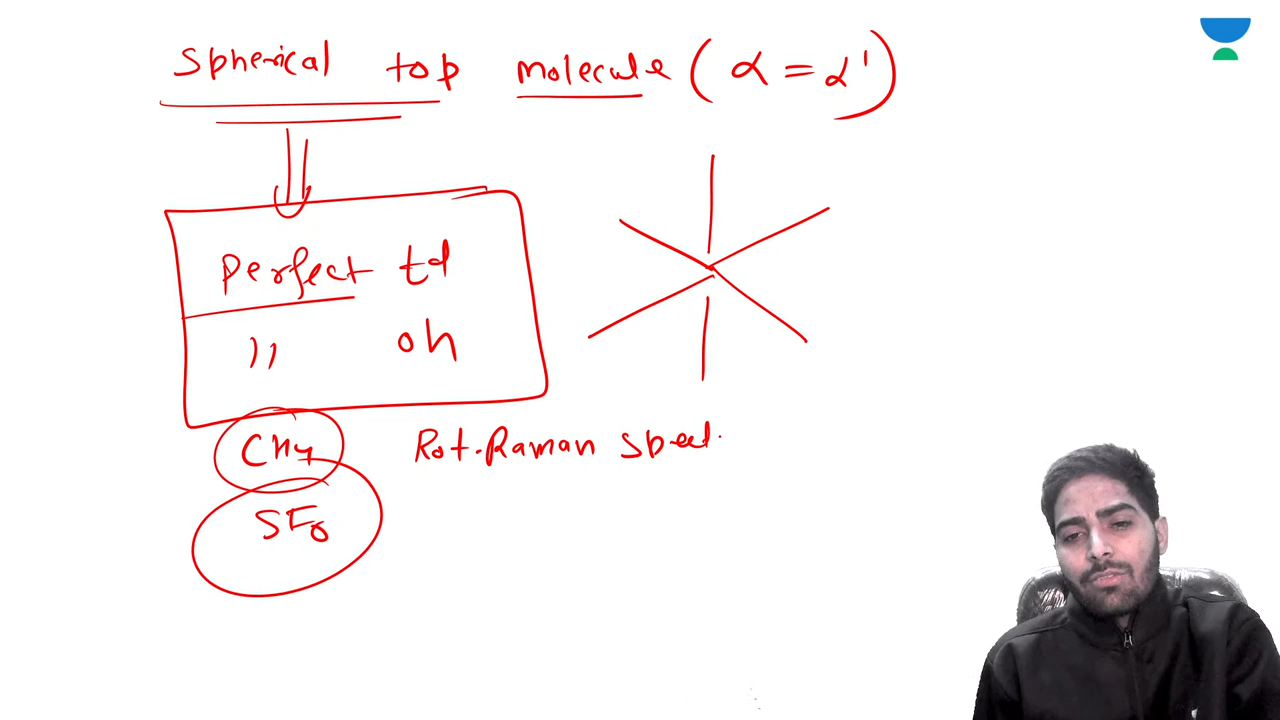 Spherical top molecule (α = α')
Perfect td
,, oh
CH4
Rot. Raman Spect.
SF6